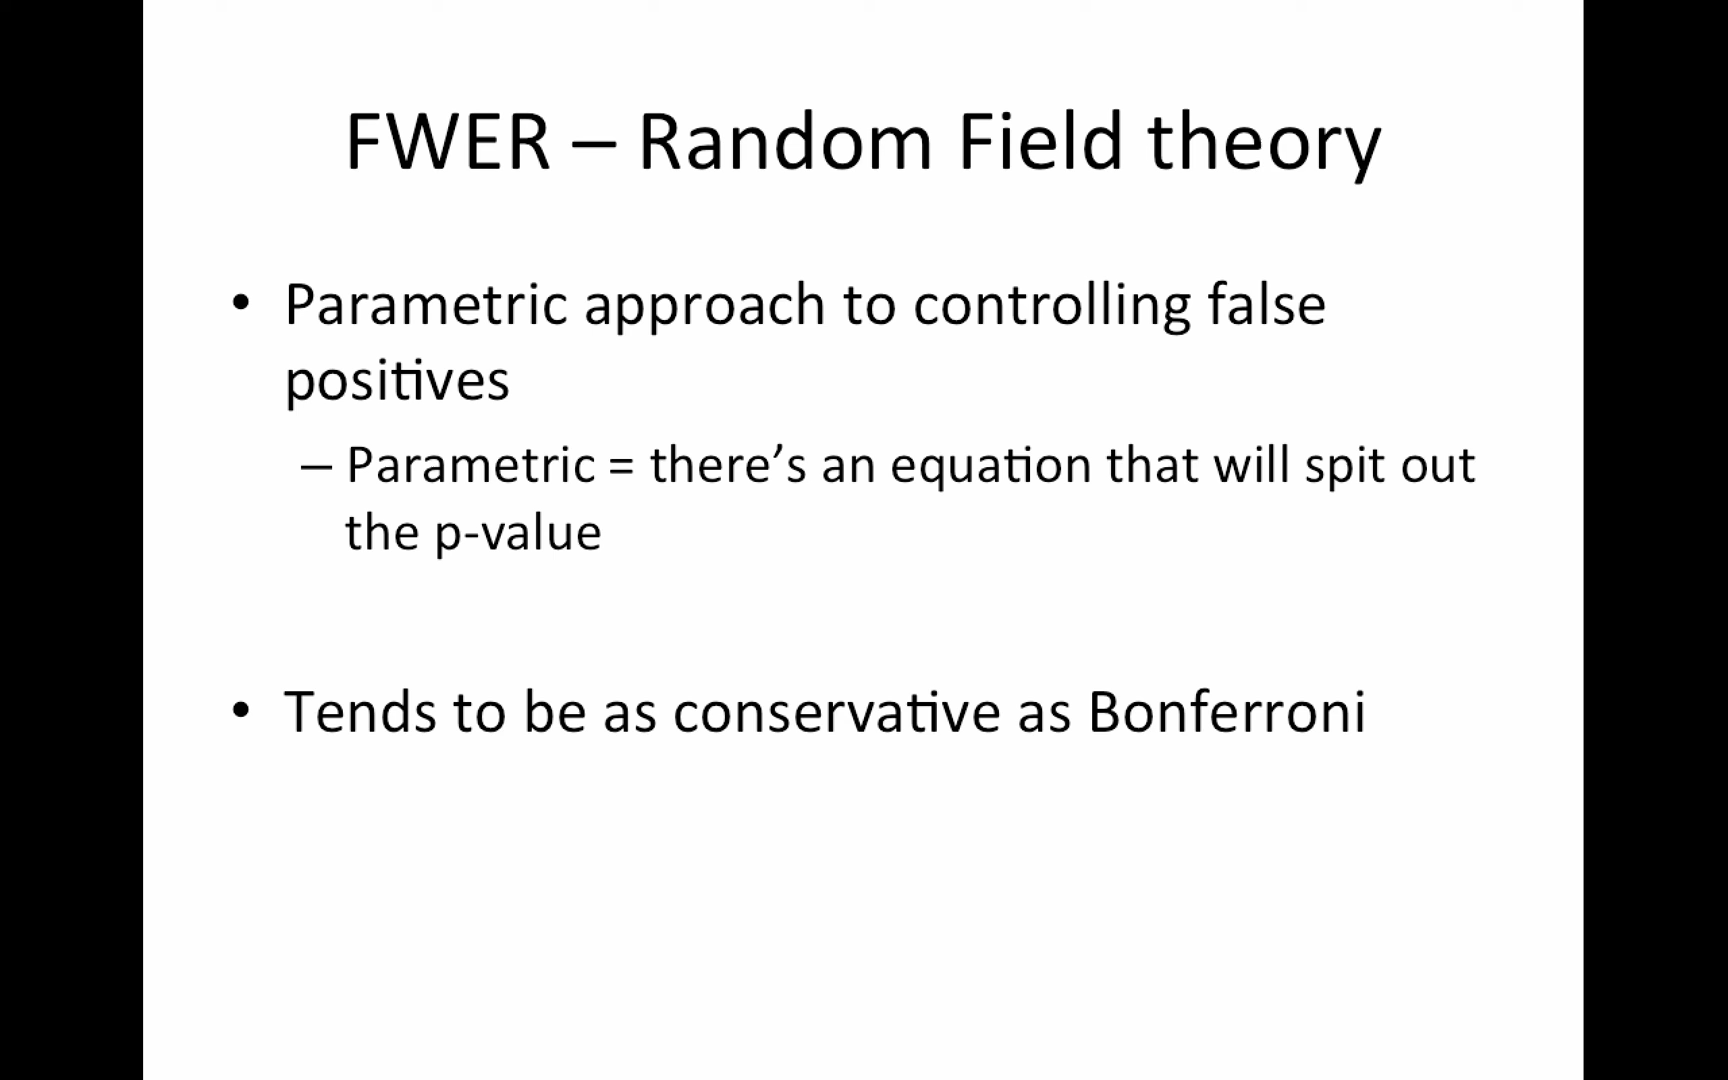 FWER – Random Field theory
• Parametric approach to controlling false
positives
– Parametric = there’s an equation that will spit out
the p-value
• Tends to be as conservative as Bonferroni